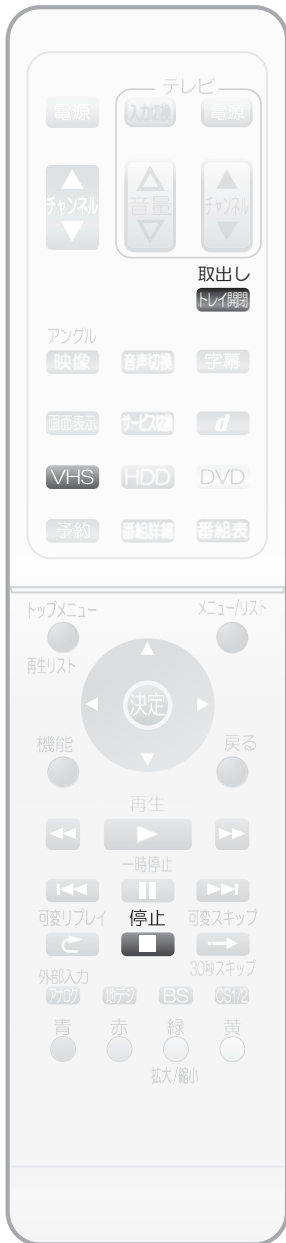 テレビ
電源 入力切換 電源
チャンネル 音量 チャンネル
取出し
トレイ開閉
アングル
映像 音声切換 字幕
画面表示 サービス切換 d
VHS HDD DVD
予約 番組詳細 番組表
トップメニュー メニュー/リスト
再生リスト
決定
機能 戻る
再生
一時停止
可変リプレイ 停止 可変スキップ
30秒スキップ
外部入力
アナログ 地デジ BS CS1/2
青 赤 緑 黄
拡大/縮小